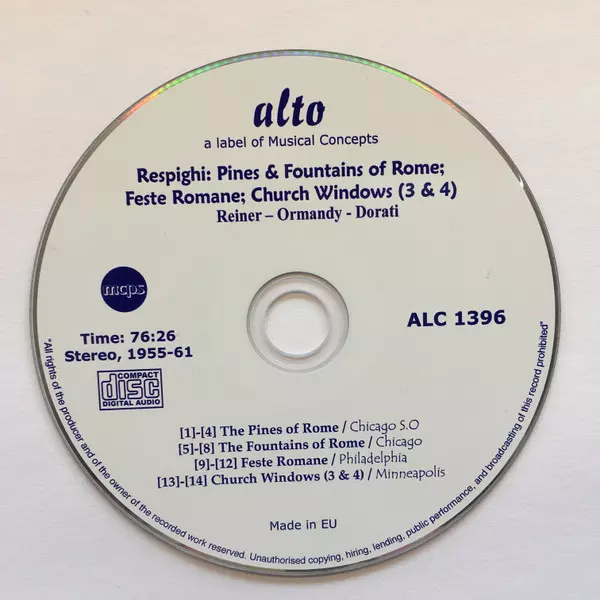 alto
a label of Musical Concepts
Respighi: Pines & Fountains of Rome;
Feste Romane; Church Windows (3 & 4)
Reiner – Ormandy - Dorati
mcps
ALC 1396
Time: 76:26
Stereo, 1955-61
COMPACT
disc
DIGITAL AUDIO
[1]-[4] The Pines of Rome / Chicago S.O
[5]-[8] The Fountains of Rome / Chicago
[9]-[12] Feste Romane / Philadelphia
[13]-[14] Church Windows (3 & 4) / Minneapolis
Made in EU
"All rights of the producer and of the owner of the recorded work reserved. Unauthorised copying, hiring, lending, public performance, and broadcasting of this record prohibited"